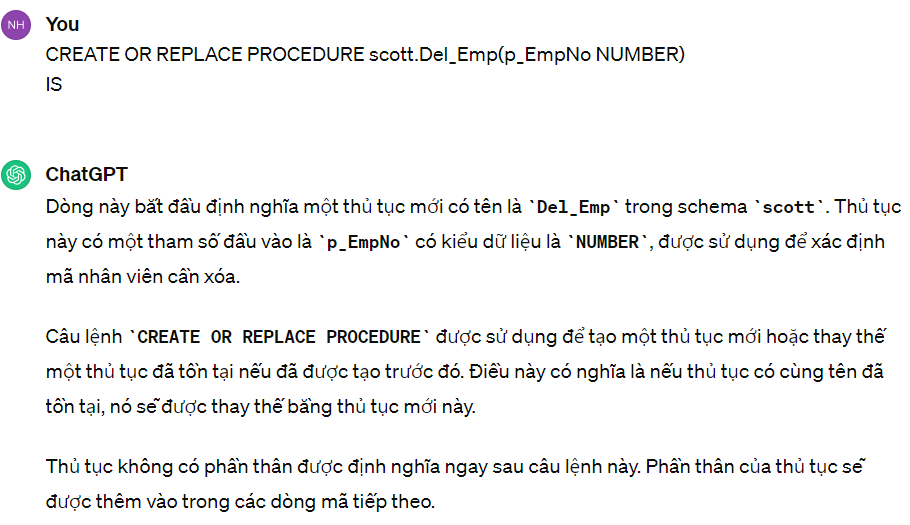 NH You
CREATE OR REPLACE PROCEDURE scott.Del_Emp(p_EmpNo NUMBER)
IS
ChatGPT
Dòng này bắt đầu định nghĩa một thủ tục mới có tên là `Del_Emp` trong schema `scott`. Thủ tục
này có một tham số đầu vào là `p_EmpNo` có kiểu dữ liệu là `NUMBER`, được sử dụng để xác định
mã nhân viên cần xóa.
Câu lệnh `CREATE OR REPLACE PROCEDURE` được sử dụng để tạo một thủ tục mới hoặc thay thế
một thủ tục đã tồn tại nếu đã được tạo trước đó. Điều này có nghĩa là nếu thủ tục có cùng tên đã
tồn tại, nó sẽ được thay thế bằng thủ tục mới này.
Thủ tục không có phần thân được định nghĩa ngay sau câu lệnh này. Phần thân của thủ tục sẽ
được thêm vào trong các dòng mã tiếp theo.